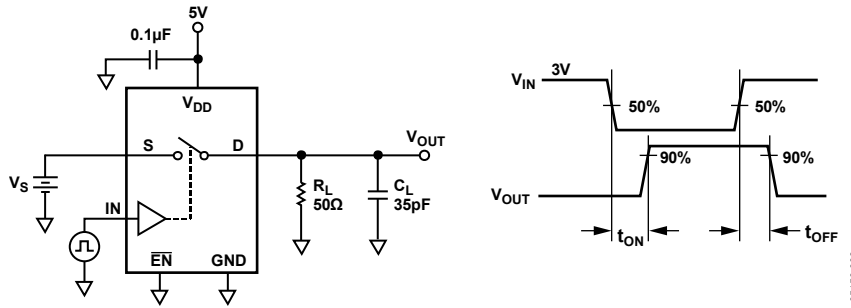 5V
0.1µF
VDD
S
D
VOUT
VS
IN
RL
50Ω
CL
35pF
EN
GND
VIN
3V
50%
50%
90%
90%
VOUT
tON
tOFF